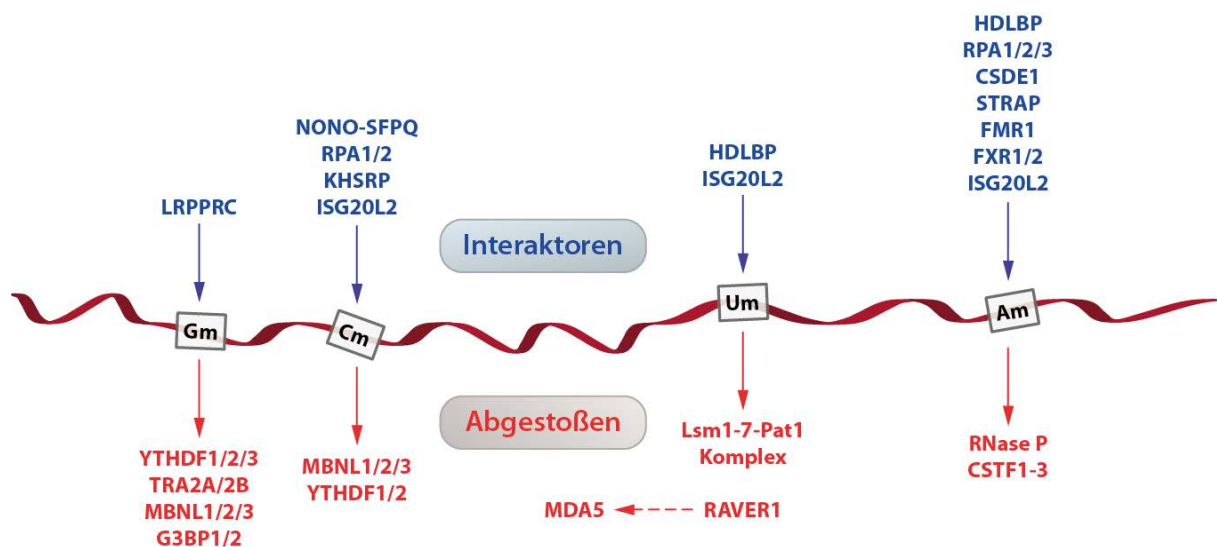 LRPPRC
Gm
YTHDF1/2/3
TRA2A/2B
MBNL1/2/3
G3BP1/2
NONO-SFPQ
RPA1/2
KHSRP
ISG20L2
Cm
MBNL1/2/3
YTHDF1/2
Interaktoren
Abgestoßen
HDLBP
ISG20L2
Um
Lsm1-7-Pat1
Komplex
MDA5 RAVER1
HDLBP
RPA1/2/3
CSDE1
STRAP
FMR1
FXR1/2
ISG20L2
Am
RNase P
CSTF1-3